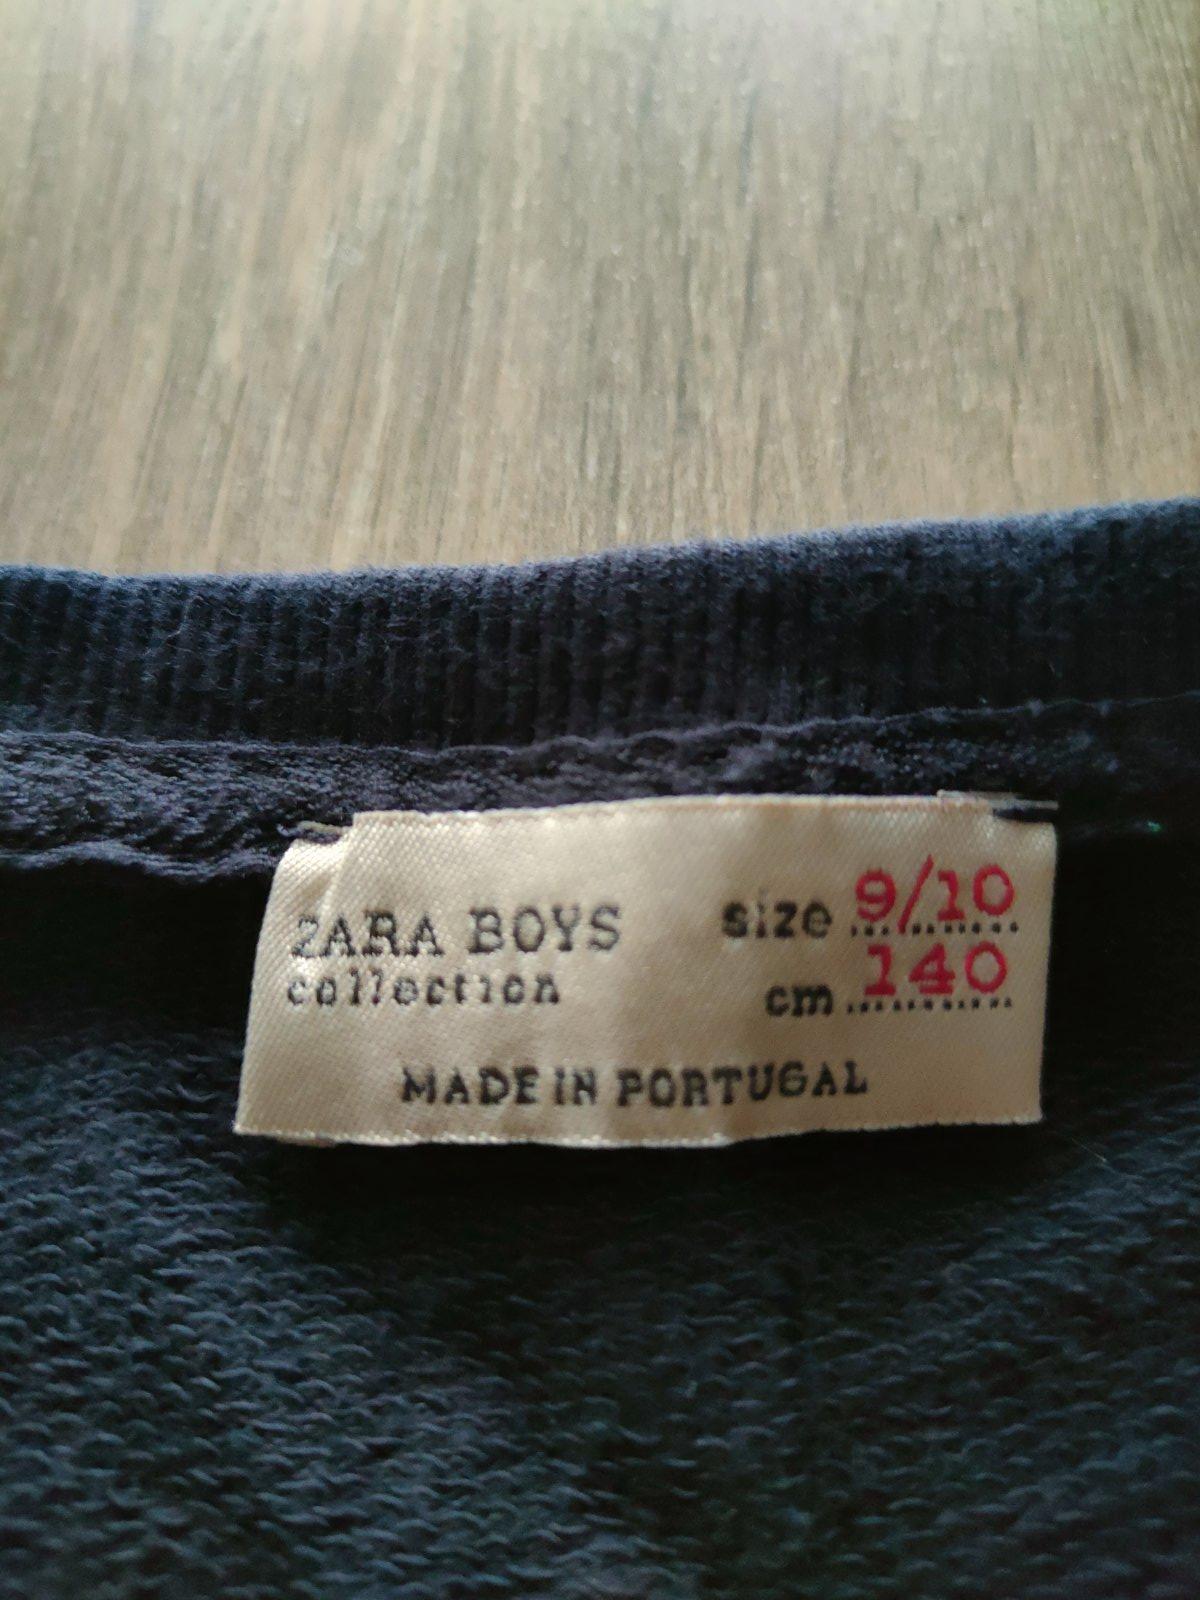 ZARA BOYS
collection
size 9/10
cm 140
MADE IN PORTUGAL